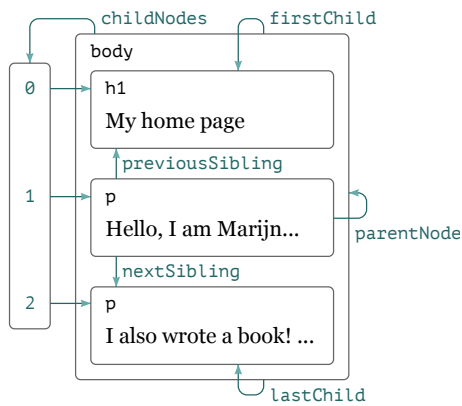 childNodes
firstChild
body
0
h1
My home page
previousSibling
1
p
Hello, I am Marijn...
parentNode
nextSibling
2
p
I also wrote a book! ...
lastChild